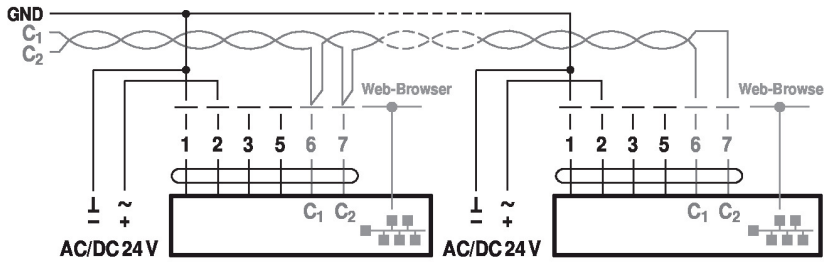 GND
C1
C2
Web-Browser Web-Browse
1 2 3 5 6 7 1 2 3 5 6 7
⊥ ~ C1 C2 ⊥ ~ C1 C2
– + – +
AC/DC 24 V AC/DC 24 V